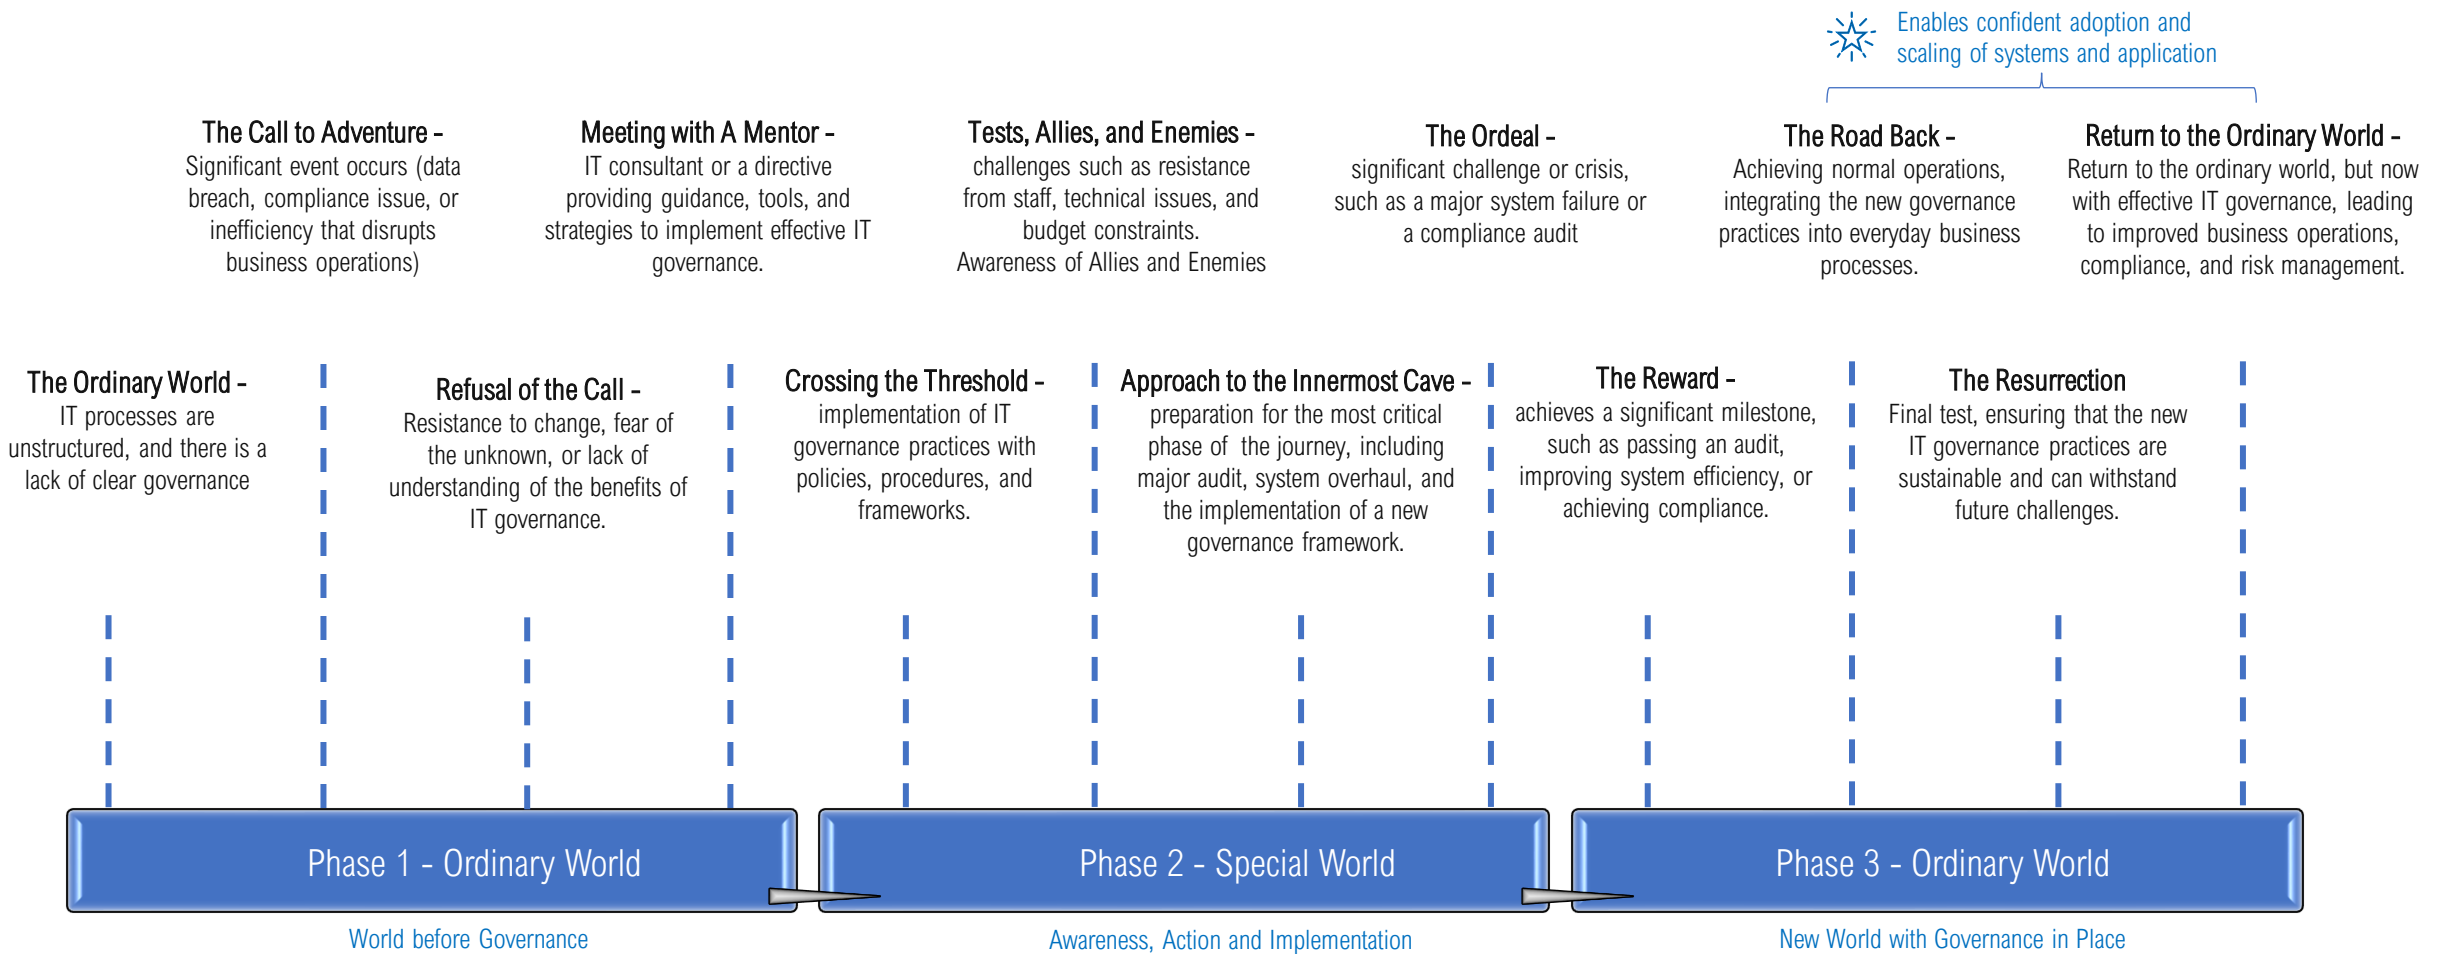 Enables confident adoption and
scaling of systems and application
The Call to Adventure -
Significant event occurs (data
breach, compliance issue, or
inefficiency that disrupts
business operations)
Meeting with A Mentor -
IT consultant or a directive
providing guidance, tools, and
strategies to implement effective IT
governance.
Tests, Allies, and Enemies -
challenges such as resistance
from staff, technical issues, and
budget constraints.
Awareness of Allies and Enemies
The Ordeal -
significant challenge or crisis,
such as a major system failure or
a compliance audit
The Road Back -
Achieving normal operations,
integrating the new governance
practices into everyday business
processes.
Return to the Ordinary World -
Return to the ordinary world, but now
with effective IT governance, leading
to improved business operations,
compliance, and risk management.
The Ordinary World -
IT processes are
unstructured, and there is a
lack of clear governance
Refusal of the Call -
Resistance to change, fear of
the unknown, or lack of
understanding of the benefits of
IT governance.
Crossing the Threshold -
implementation of IT
governance practices with
policies, procedures, and
frameworks.
Approach to the Innermost Cave -
preparation for the most critical
phase of the journey, including
major audit, system overhaul, and
the implementation of a new
governance framework.
The Reward -
achieves a significant milestone,
such as passing an audit,
improving system efficiency, or
achieving compliance.
The Resurrection
Final test, ensuring that the new
IT governance practices are
sustainable and can withstand
future challenges.
Phase 1 - Ordinary World
Phase 2 - Special World
Phase 3 - Ordinary World
World before Governance
Awareness, Action and Implementation
New World with Governance in Place